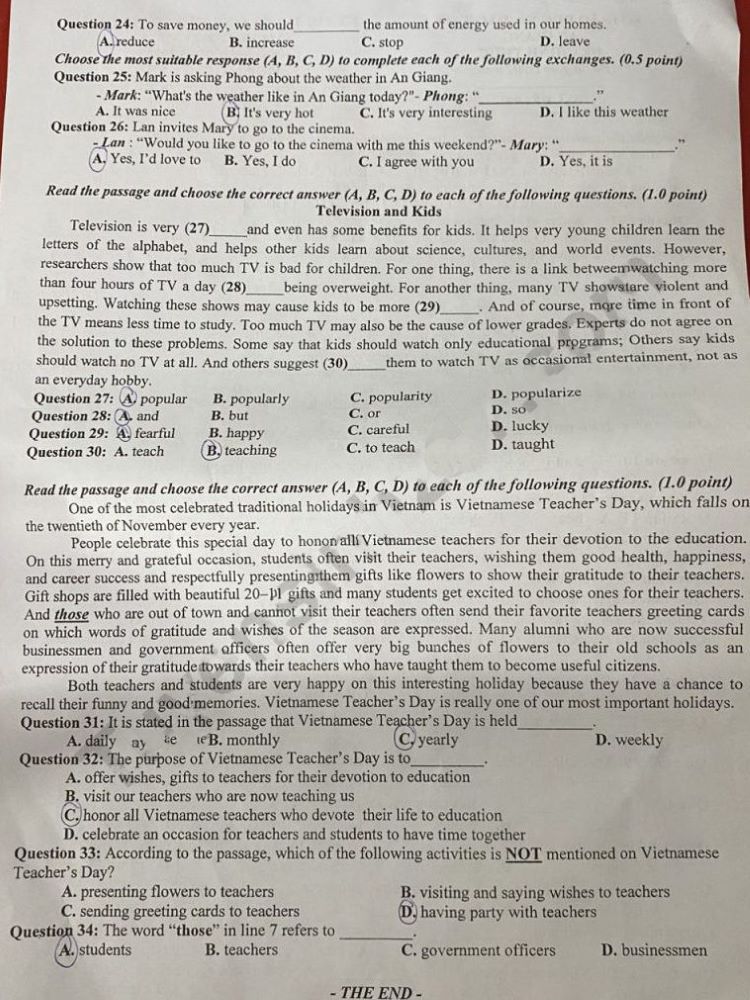 Question 24: To save money, we should_________ the amount of energy used in our homes.
A. reduce B. increase C. stop D. leave
Choose the most suitable response (A, B, C, D) to complete each of the following exchanges. (0.5 point)
Question 25: Mark is asking Phong about the weather in An Giang.
- Mark: “What's the weather like in An Giang today?”- Phong: “________________.”
A. It was nice B. It's very hot C. It's very interesting D. I like this weather
Question 26: Lan invites Mary to go to the cinema.
- Lan : “Would you like to go to the cinema with me this weekend?”- Mary: “________________.”
A. Yes, I'd love to B. Yes, I do C. I agree with you D. Yes, it is
Read the passage and choose the correct answer (A, B, C, D) to each of the following questions. (1.0 point)
Television and Kids
Television is very (27)_____and even has some benefits for kids. It helps very young children learn the
letters of the alphabet, and helps other kids learn about science, cultures, and world events. However,
researchers show that too much TV is bad for children. For one thing, there is a link between watching more
than four hours of TV a day (28)_____being overweight. For another thing, many TV shows are violent and
upsetting. Watching these shows may cause kids to be more (29)_____. And of course, more time in front of
the TV means less time to study. Too much TV may also be the cause of lower grades. Experts do not agree on
the solution to these problems. Some say that kids should watch only educational programs; Others say kids
should watch no TV at all. And others suggest (30)_____them to watch TV as occasional entertainment, not as
an everyday hobby.
Question 27: A. popular B. popularly C. popularity D. popularize
Question 28: A. and B. but C. or D. so
Question 29: A. fearful B. happy C. careful D. lucky
Question 30: A. teach B. teaching C. to teach D. taught
Read the passage and choose the correct answer (A, B, C, D) to each of the following questions. (1.0 point)
One of the most celebrated traditional holidays in Vietnam is Vietnamese Teacher's Day, which falls on
the twentieth of November every year.
People celebrate this special day to honor all Vietnamese teachers for their devotion to the education.
On this merry and grateful occasion, students often visit their teachers, wishing them good health, happiness,
and career success and respectfully presenting them gifts like flowers to show their gratitude to their teachers.
Gift shops are filled with beautiful 20–11 gifts and many students get excited to choose ones for their teachers.
And those who are out of town and cannot visit their teachers often send their favorite teachers greeting cards
on which words of gratitude and wishes of the season are expressed. Many alumni who are now successful
businessmen and government officers often offer very big bunches of flowers to their old schools as an
expression of their gratitude towards their teachers who have taught them to become useful citizens.
Both teachers and students are very happy on this interesting holiday because they have a chance to
recall their funny and good memories. Vietnamese Teacher's Day is really one of our most important holidays.
Question 31: It is stated in the passage that Vietnamese Teacher's Day is held__________.
A. daily B. monthly C. yearly D. weekly
Question 32: The purpose of Vietnamese Teacher's Day is to__________.
A. offer wishes, gifts to teachers for their devotion to education
B. visit our teachers who are now teaching us
C. honor all Vietnamese teachers who devote their life to education
D. celebrate an occasion for teachers and students to have time together
Question 33: According to the passage, which of the following activities is NOT mentioned on Vietnamese
Teacher's Day?
A. presenting flowers to teachers B. visiting and saying wishes to teachers
C. sending greeting cards to teachers D. having party with teachers
Question 34: The word “those” in line 7 refers to __________.
A. students B. teachers C. government officers D. businessmen
- THE END -